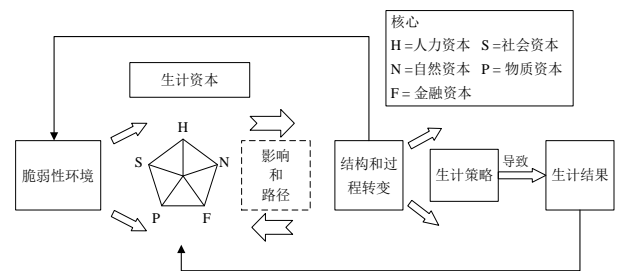 核心
H =人力资本 S =社会资本
N =自然资本 P = 物质资本
F = 金融资本
生计资本
脆弱性环境
H
S
N
P
F
影响
和
路径
结构和过
程转变
生计策略
导致
生计结果